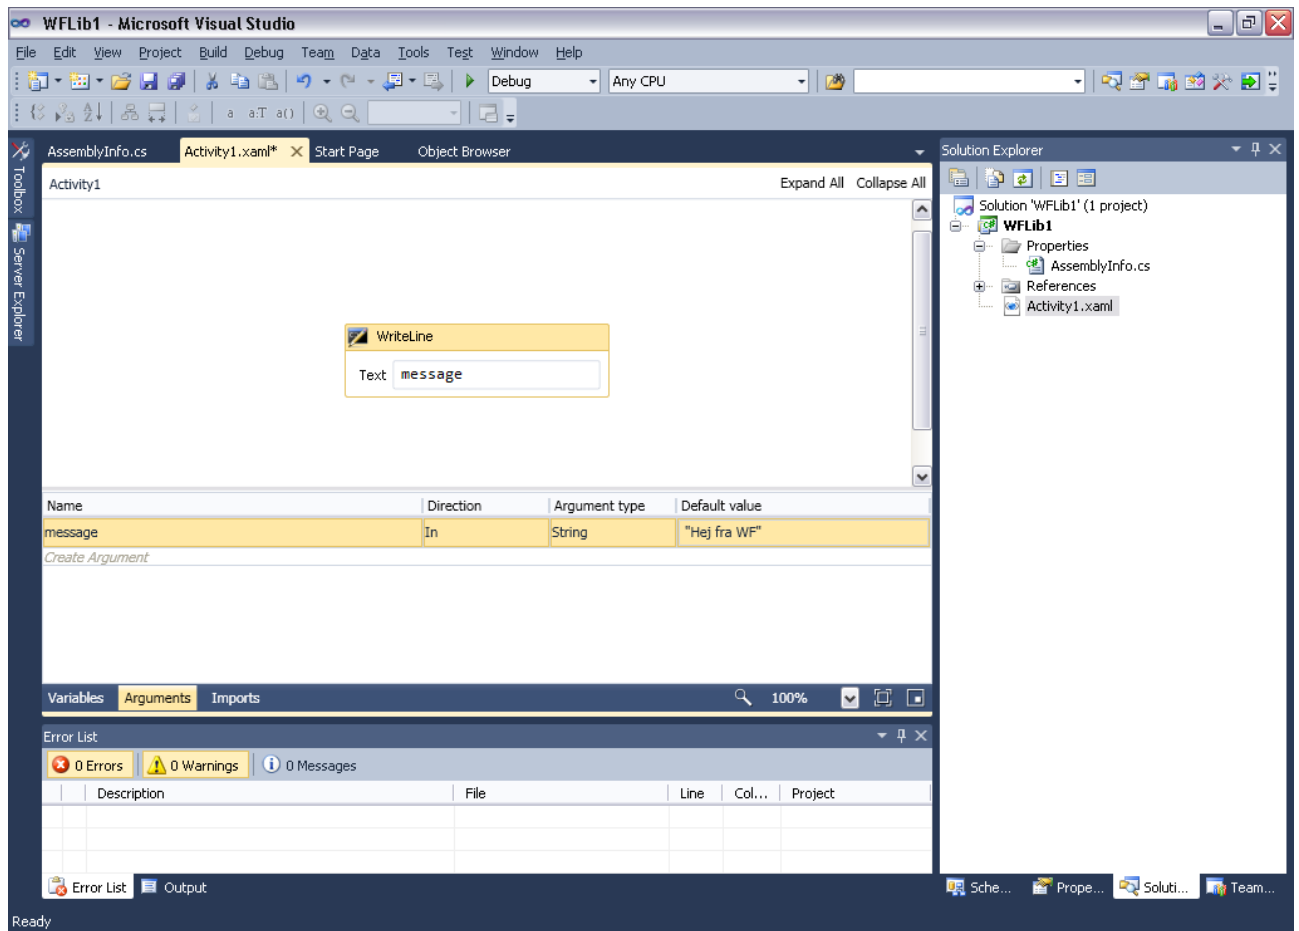 WFLib1 - Microsoft Visual Studio
File Edit View Project Build Debug Team Data Tools Test Window Help
Debug Any CPU
a a:T a()
Toolbox
Server Explorer
AssemblyInfo.cs Activity1.xaml* Start Page Object Browser
Activity1 Expand All Collapse All
WriteLine
Text message
Name Direction Argument type Default value
message In String "Hej fra WF"
Create Argument
Variables Arguments Imports 100%
Error List
0 Errors 0 Warnings 0 Messages
Description File Line Col... Project
Error List Output
Ready
Solution Explorer
Solution 'WFLib1' (1 project)
WFLib1
Properties
AssemblyInfo.cs
References
Activity1.xaml
Sche... Prope... Soluti... Team...